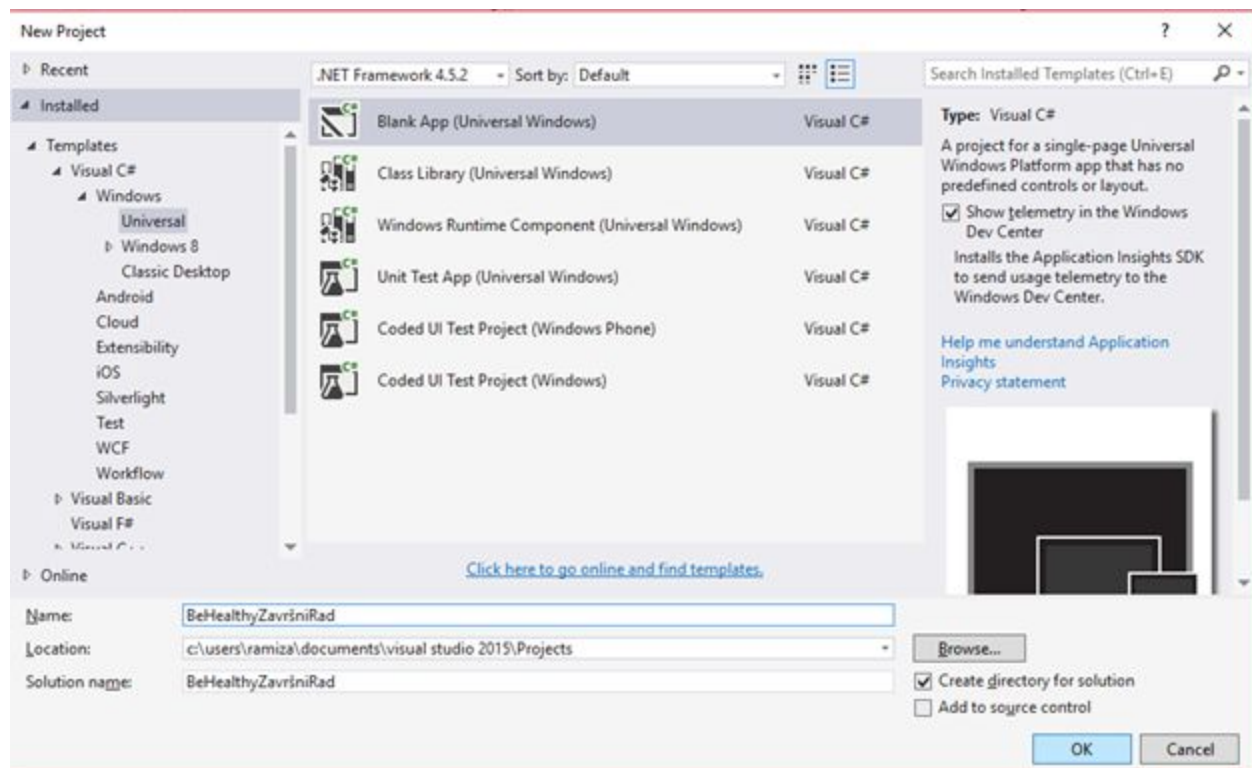 New Project
?
Recent
.NET Framework 4.5.2
Sort by: Default
Search Installed Templates (Ctrl+E)
Installed
Templates
Visual C#
Windows
Universal
Windows 8
Classic Desktop
Android
Cloud
Extensibility
iOS
Silverlight
Test
WCF
Workflow
Visual Basic
Visual F#
Visual C++
Online
Blank App (Universal Windows) Visual C#
Class Library (Universal Windows) Visual C#
Windows Runtime Component (Universal Windows) Visual C#
Unit Test App (Universal Windows) Visual C#
Coded UI Test Project (Windows Phone) Visual C#
Coded UI Test Project (Windows) Visual C#
Click here to go online and find templates.
Type: Visual C#
A project for a single-page Universal
Windows Platform app that has no
predefined controls or layout.
Show telemetry in the Windows
Dev Center
Installs the Application Insights SDK
to send usage telemetry to the
Windows Dev Center.
Help me understand Application
Insights
Privacy statement
Name: BeHealthyZavršniRad
Location: c:\users\ramiza\documents\visual studio 2015\Projects
Browse...
Solution name: BeHealthyZavršniRad
Create directory for solution
Add to source control
OK
Cancel